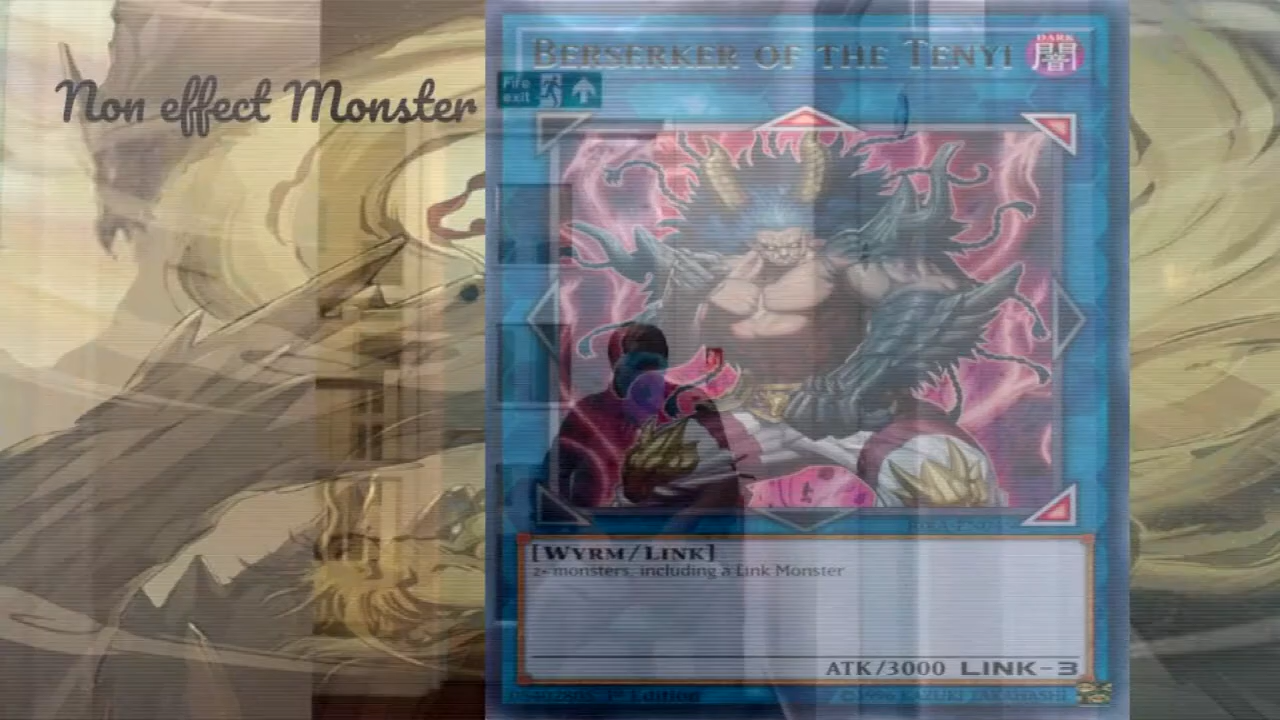 BERSERKER OF THE TENYI
DARK
闇
Fire
exit
Non effect Monster
[WYRM/LINK]
2+ monsters, including a Link Monster
ATK/3000 LINK-3
1st Edition
©1996 KAZUKI TAKAHASHI